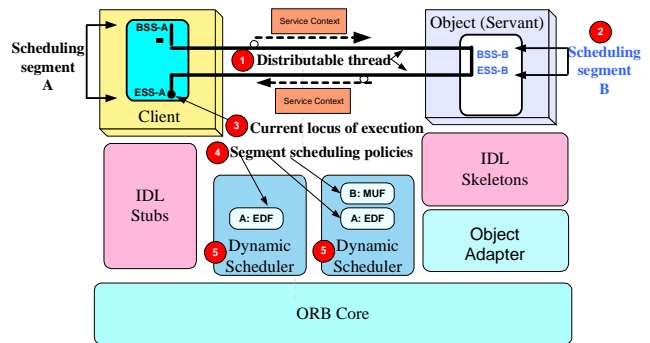 Service Context
Object (Servant)
2
BSS-A
Scheduling
segment
A
1 Distributable thread
BSS-B
ESS-B
Scheduling
segment
B
ESS-A
Service Context
Client
3 Current locus of execution
4 Segment scheduling policies
IDL
Stubs
IDL
Skeletons
B: MUF
A: EDF
A: EDF
5 Dynamic
Scheduler
5 Dynamic
Scheduler
Object
Adapter
ORB Core